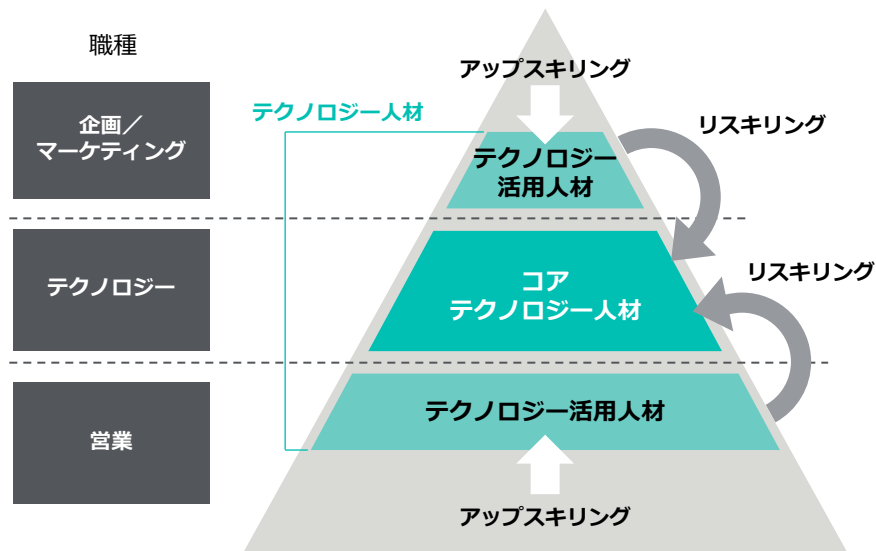 職種
アップスキリング
テクノロジー人材
リスキリング
企画／
マーケティング
テクノロジー
活用人材
テクノロジー
コア
テクノロジー人材
リスキリング
営業
テクノロジー活用人材
アップスキリング